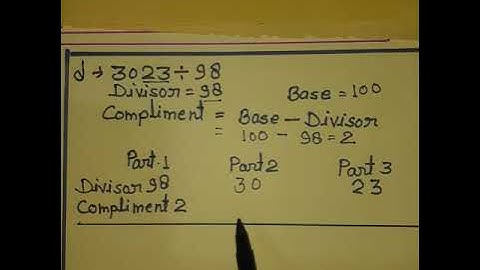 d → 3023 ÷ 98
Divisor = 98 Base = 100
Compliment = Base - Divisor
= 100 - 98 = 2
Part.1 Part 2 Part 3
Divisor 98 30 23
Compliment 2